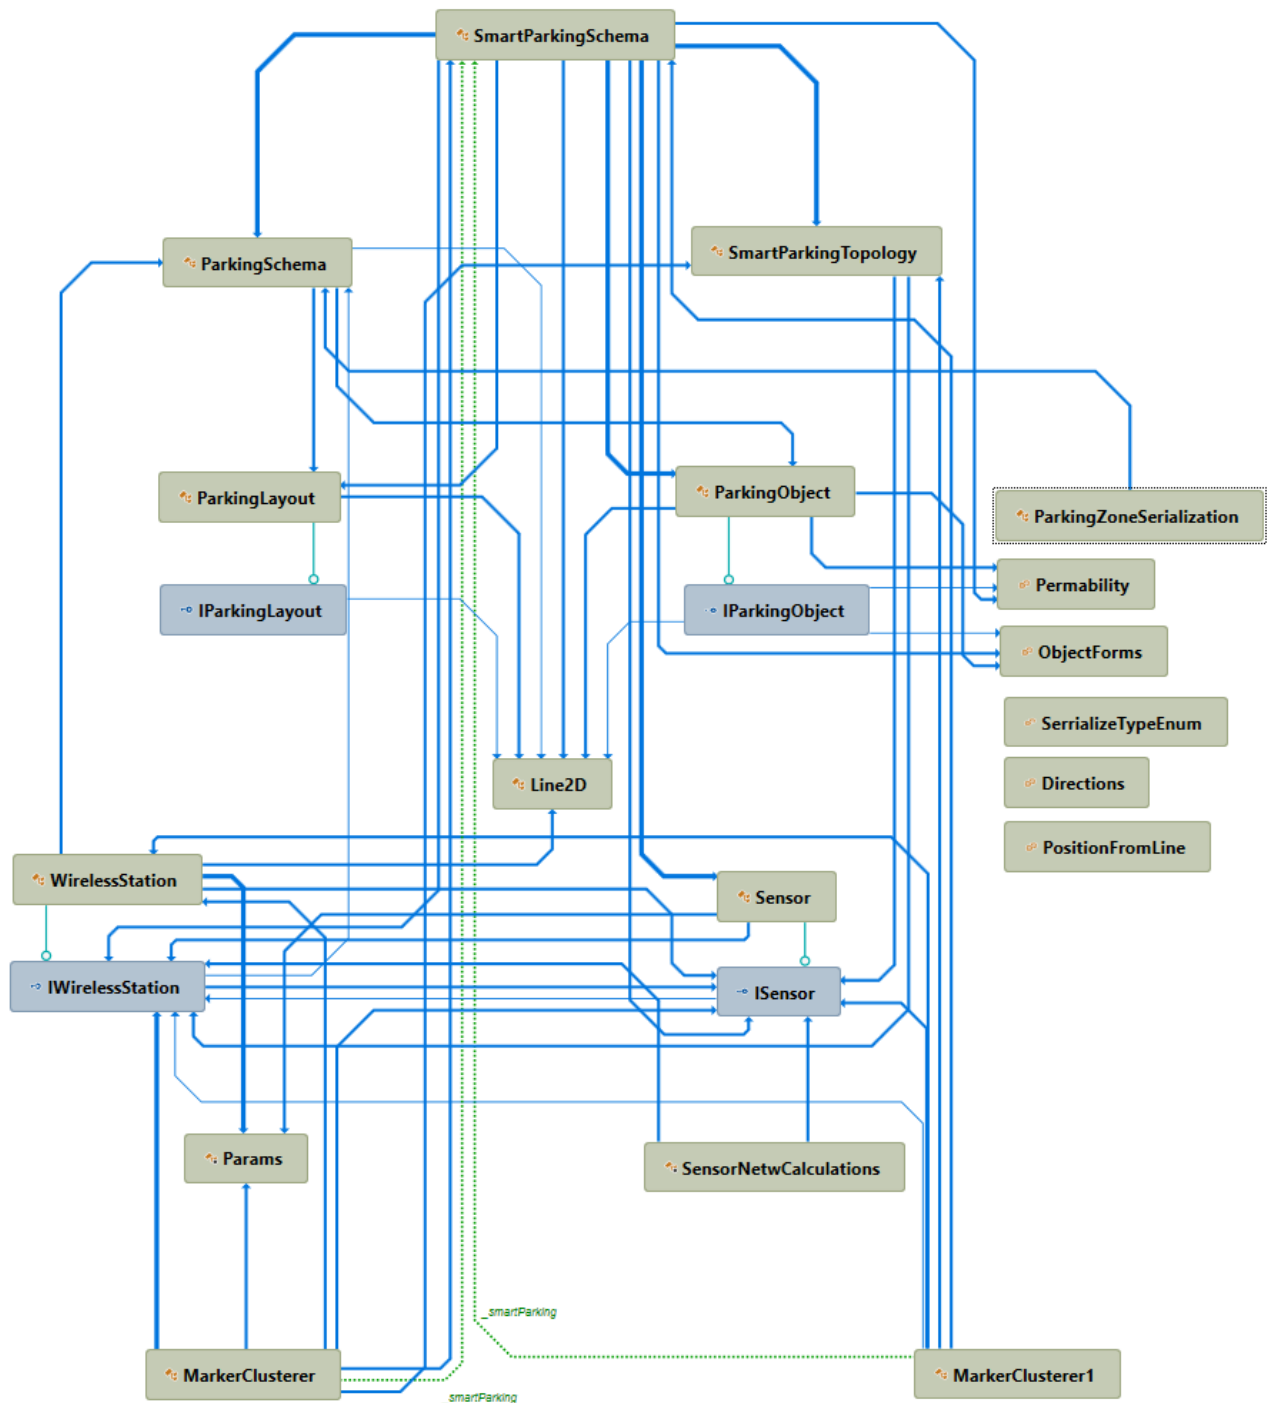 SmartParkingSchema
ParkingSchema
SmartParkingTopology
ParkingLayout
ParkingObject
ParkingZoneSerialization
IParkingLayout
IParkingObject
Permability
ObjectForms
SerrializeTypeEnum
Line2D
Directions
PositionFromLine
WirelessStation
Sensor
IWirelessStation
ISensor
Params
SensorNetwCalculations
_smartParking
MarkerClusterer
MarkerClusterer1
smartParking